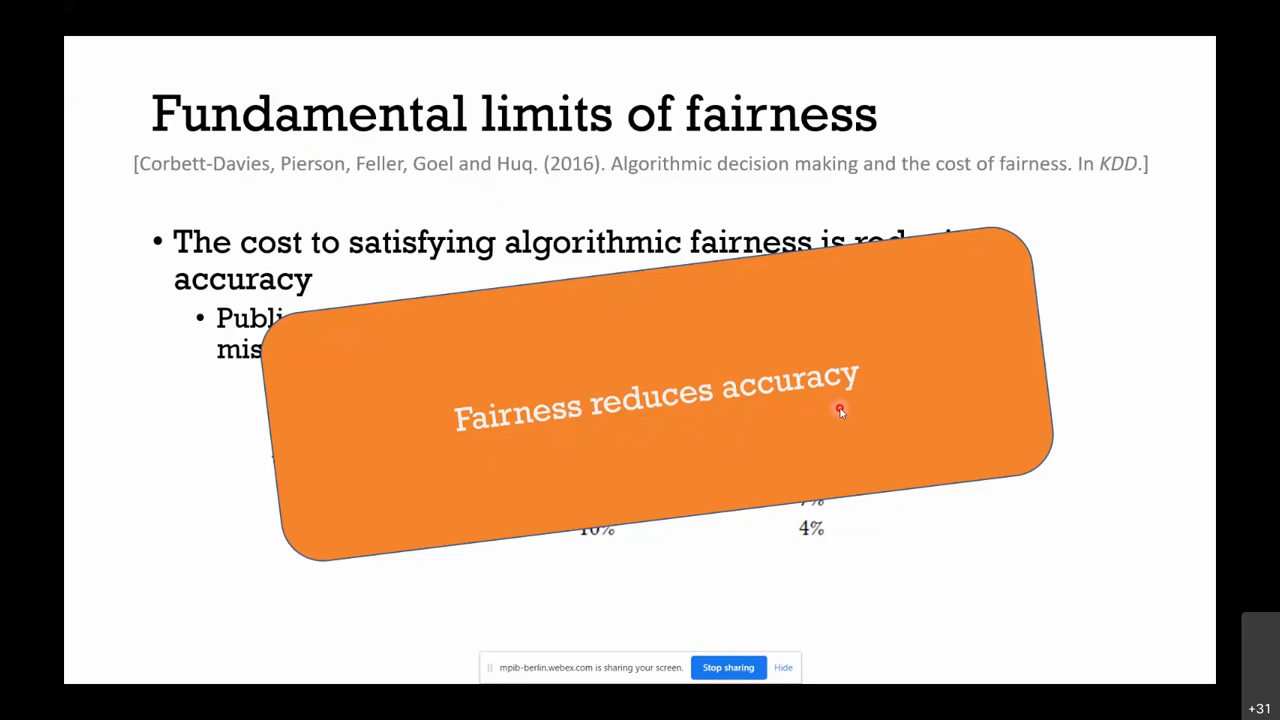 Fundamental limits of fairness
[Corbett-Davies, Pierson, Feller, Goel and Huq. (2016). Algorithmic decision making and the cost of fairness. In KDD.]
• The cost to satisfying algorithmic fairness is
accuracy
•
Fairness reduces accuracy
10% 4%
mpib-berlin.webex.com is sharing your screen. Stop sharing Hide
+31